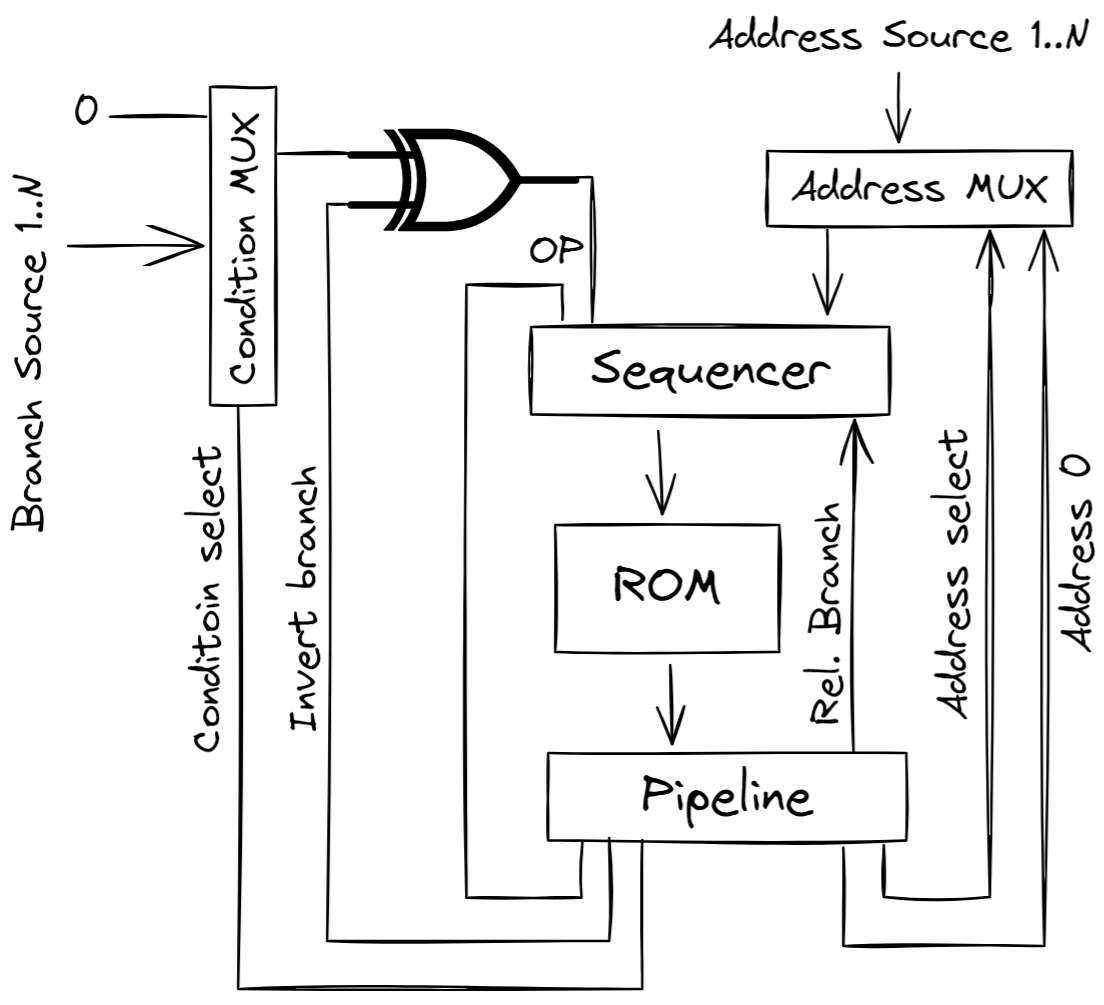 Address Source 1..N
0
Condition MUX
Branch Source 1..N
Address MUX
OP
Sequencer
Conditoin select
Invert branch
ROM
Rel. Branch
Address select
Address 0
Pipeline